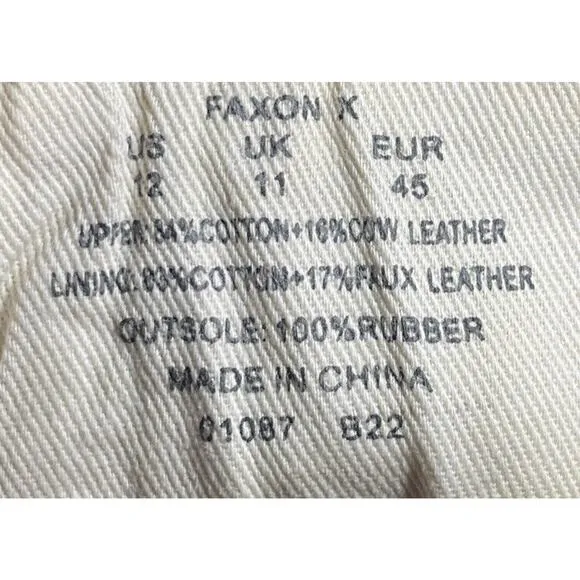 FAXON X
US UK EUR
12 11 45
UPPER:84%COTTON+16%COW LEATHER
LINING:83%COTTON+17%FAUX LEATHER
OUTSOLE:100%RUBBER
MADE IN CHINA
01087 B22